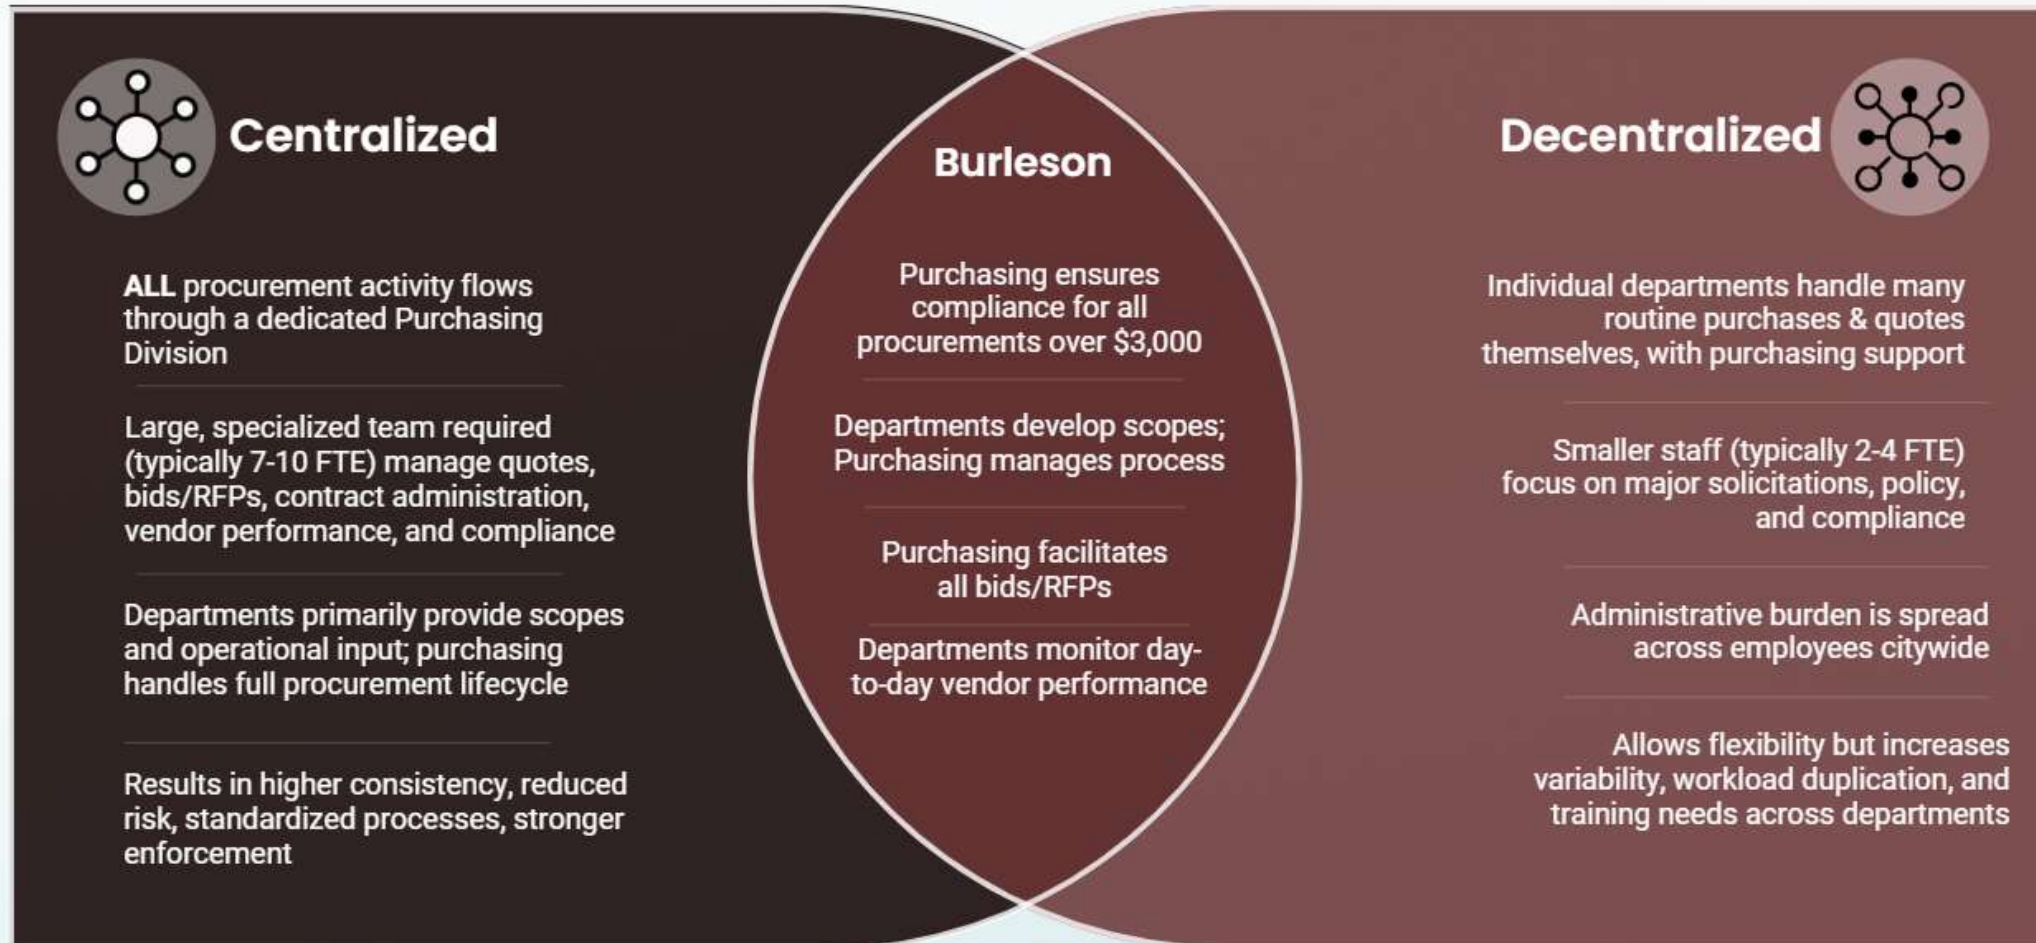 Centralized
ALL procurement activity flows
through a dedicated Purchasing
Division
Large, specialized team required
(typically 7-10 FTE) manage quotes,
bids/RFPs, contract administration,
vendor performance, and compliance
Departments primarily provide scopes
and operational input; purchasing
handles full procurement lifecycle
Results in higher consistency, reduced
risk, standardized processes, stronger
enforcement
Burleson
Purchasing ensures
compliance for all
procurements over $3,000
Departments develop scopes;
Purchasing manages process
Purchasing facilitates
all bids/RFPs
Departments monitor day-
to-day vendor performance
Decentralized
Individual departments handle many
routine purchases & quotes
themselves, with purchasing support
Smaller staff (typically 2-4 FTE)
focus on major solicitations, policy,
and compliance
Administrative burden is spread
across employees citywide
Allows flexibility but increases
variability, workload duplication, and
training needs across departments